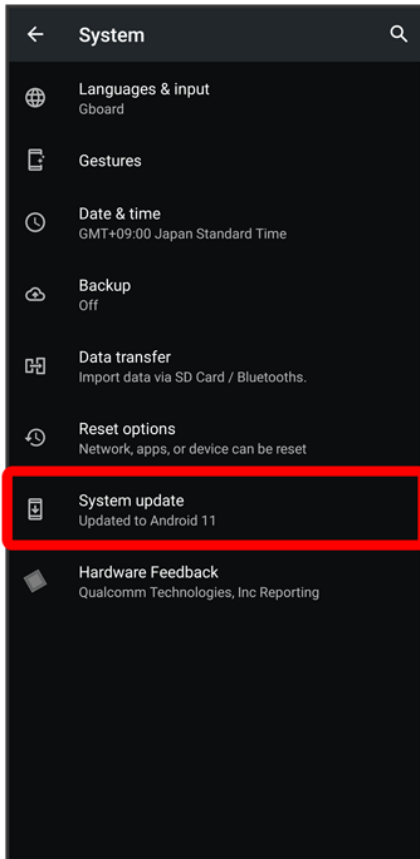 System
Languages & input
Gboard
Gestures
Date & time
GMT+09:00 Japan Standard Time
Backup
Off
Data transfer
Import data via SD Card / Bluetooths.
Reset options
Network, apps, or device can be reset
System update
Updated to Android 11
Hardware Feedback
Qualcomm Technologies, Inc Reporting